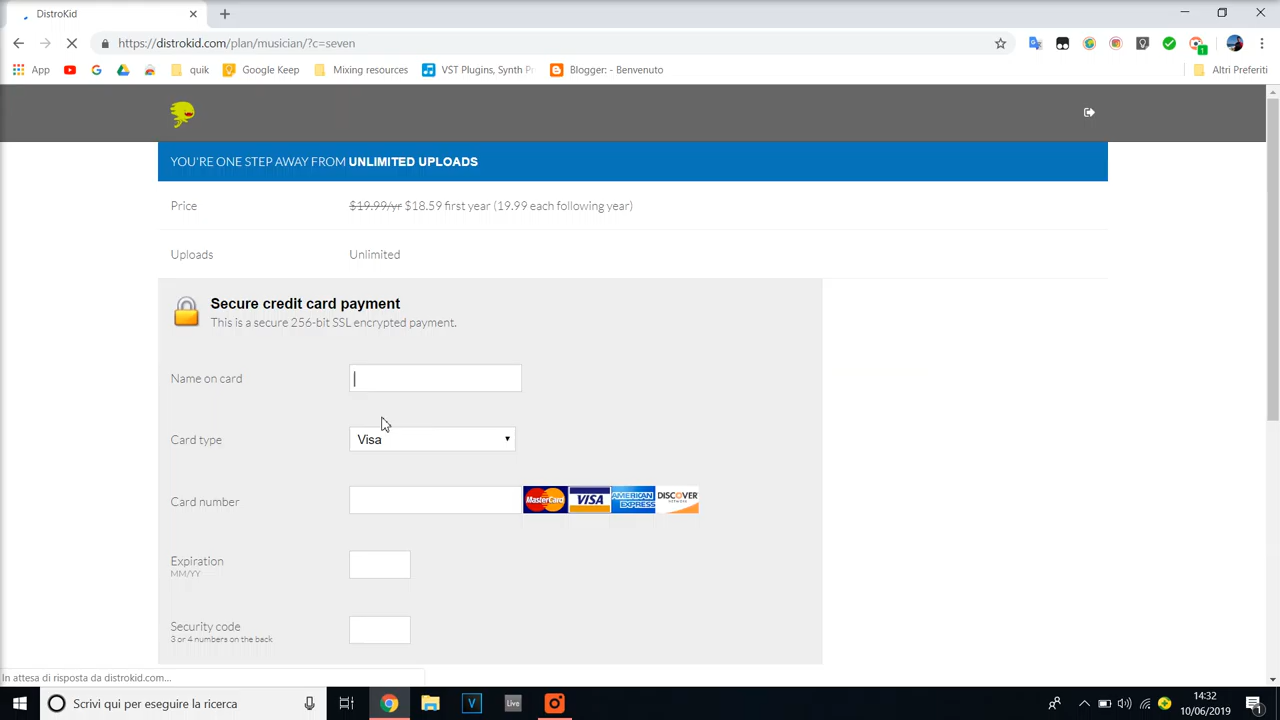 DistroKid
https://distrokid.com/plan/musician/?c=seven
App
quik
Google Keep
Mixing resources
VST Plugins, Synth Pr
Blogger: - Benvenuto
Altri Preferiti
YOU'RE ONE STEP AWAY FROM UNLIMITED UPLOADS
Price
$19.99/yr $18.59 first year (19.99 each following year)
Uploads
Unlimited
Secure credit card payment
This is a secure 256-bit SSL encrypted payment.
Name on card
Card type
Visa
Card number
MasterCard VISA AMERICAN EXPRESS DISCOVER NETWORK
Expiration
MM/YY
Security code
3 or 4 numbers on the back
In attesa di risposta da distrokid.com...
Scrivi qui per eseguire la ricerca
V
Live
14:32
10/06/2019
1